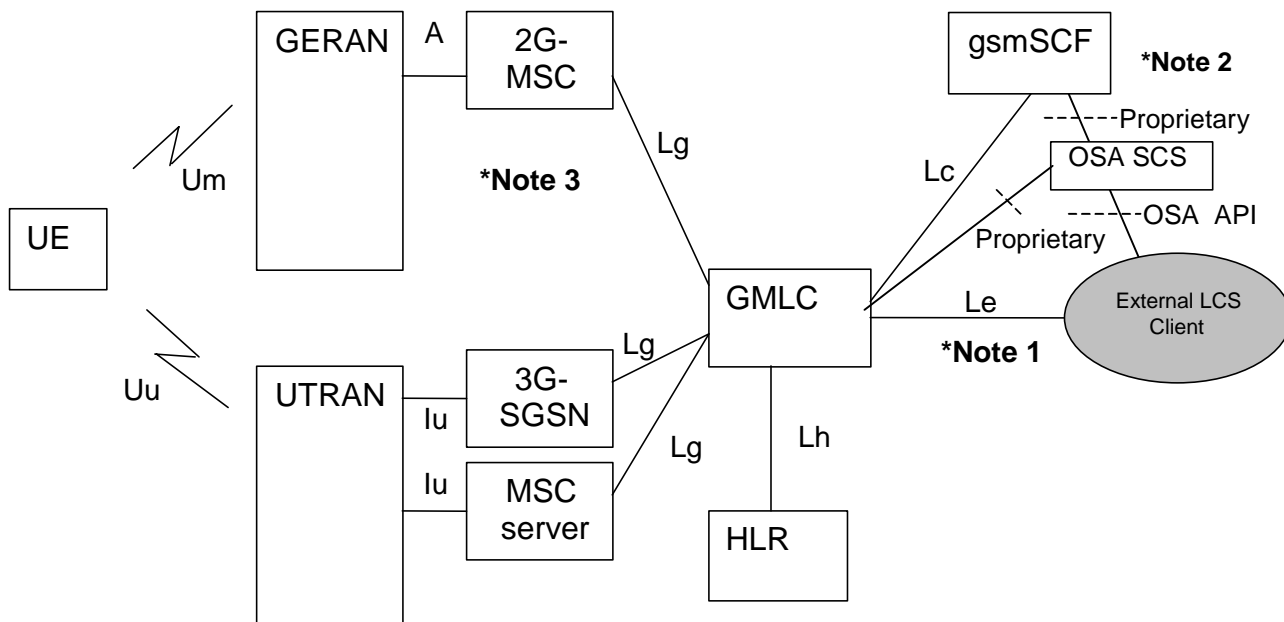 GERAN
A
2G-
MSC
gsmSCF
*Note 2
Proprietary
Lg
OSA SCS
Um
*Note 3
Lc
OSA API
UE
Proprietary
GMLC
Le
External LCS
Client
*Note 1
Uu
UTRAN
Iu
3G-
SGSN
Lg
Iu
MSC
server
Lg
Lh
HLR